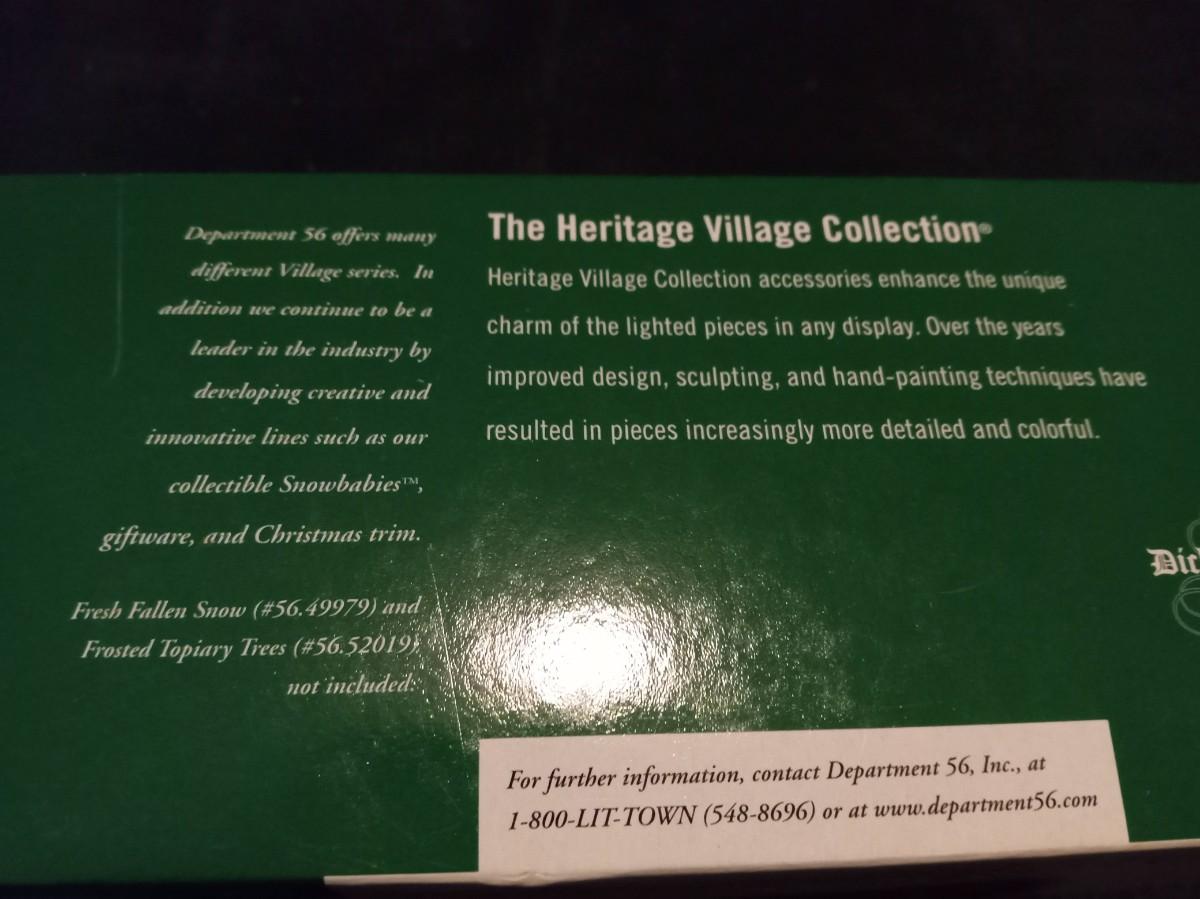 Department 56 offers many
different Village series. In
addition we continue to be a
leader in the industry by
developing creative and
innovative lines such as our
collectible Snowbabies™,
giftware, and Christmas trim.
Fresh Fallen Snow (#56.49979) and
Frosted Topiary Trees (#56.52019)
not included.
The Heritage Village Collection®
Heritage Village Collection accessories enhance the unique
charm of the lighted pieces in any display. Over the years
improved design, sculpting, and hand-painting techniques have
resulted in pieces increasingly more detailed and colorful.
Dic
For further information, contact Department 56, Inc., at
1-800-LIT-TOWN (548-8696) or at www.department56.com